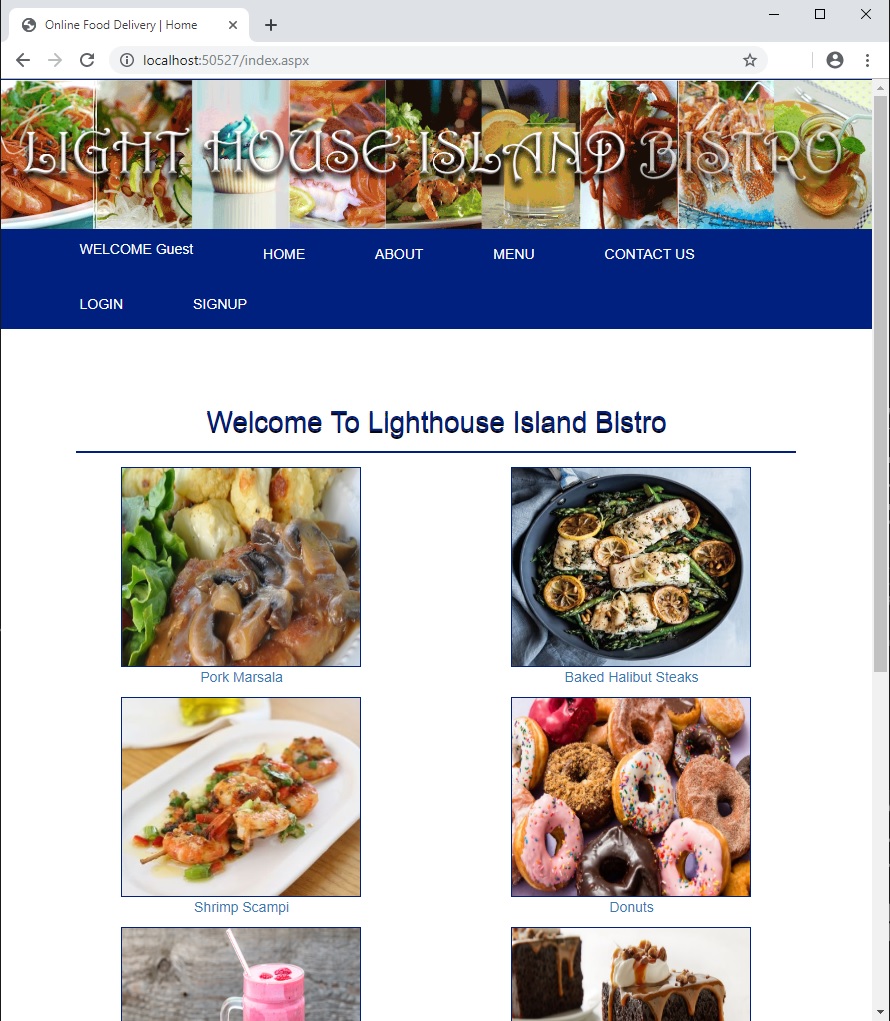 Online Food Delivery | Home
localhost:50527/index.aspx
LIGHT HOUSE ISLAND BISTRO
WELCOME Guest HOME ABOUT MENU CONTACT US
LOGIN SIGNUP
Welcome To Lighthouse Island Bistro
Pork Marsala Baked Halibut Steaks
Shrimp Scampi Donuts